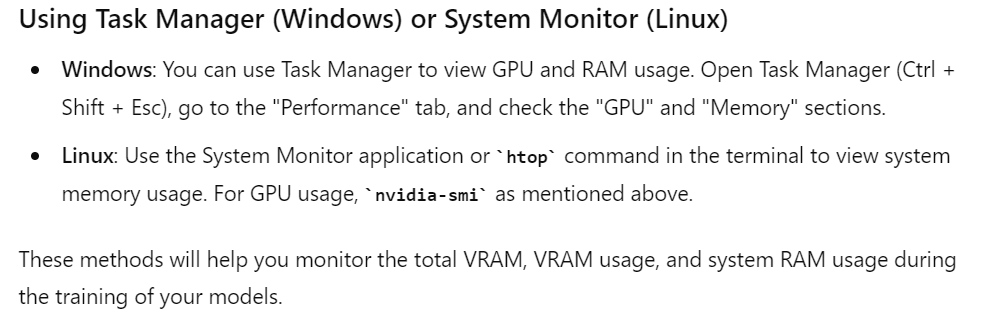 Using Task Manager (Windows) or System Monitor (Linux)
• Windows: You can use Task Manager to view GPU and RAM usage. Open Task Manager (Ctrl +
Shift + Esc), go to the "Performance" tab, and check the "GPU" and "Memory" sections.
• Linux: Use the System Monitor application or `htop` command in the terminal to view system
memory usage. For GPU usage, `nvidia-smi` as mentioned above.
These methods will help you monitor the total VRAM, VRAM usage, and system RAM usage during
the training of your models.